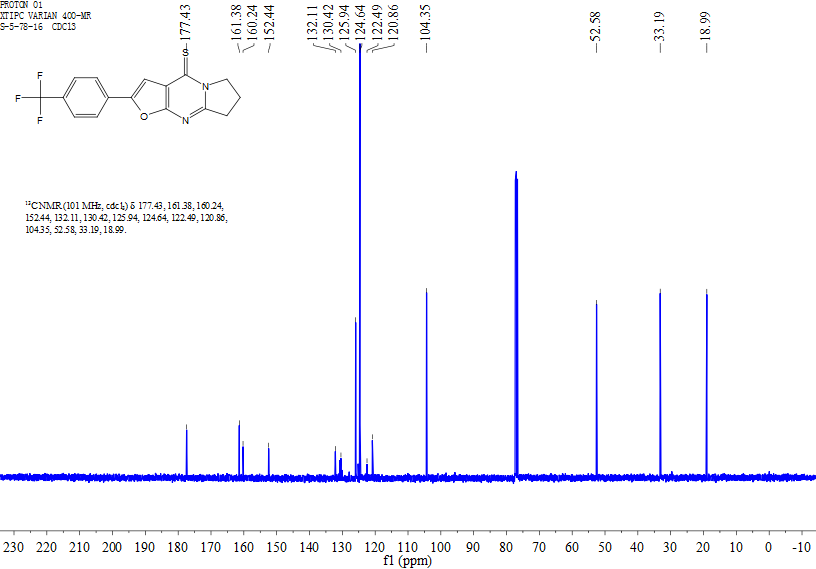 PROTON 01
XTIPC VARIAN 400-MR
S-5-78-16 CDCl3
177.43
161.38
160.24
152.44
132.11
130.42
125.94
124.64
122.49
120.86
104.35
52.58
33.19
18.99
S
F
F
F
N
O
N
¹³C NMR (101 MHz, cdcl₃) δ 177.43, 161.38, 160.24,
152.44, 132.11, 130.42, 125.94, 124.64, 122.49, 120.86,
104.35, 52.58, 33.19, 18.99.
230 220 210 200 190 180 170 160 150 140 130 120 110 100 90 80 70 60 50 40 30 20 10 0 -10
f1 (ppm)